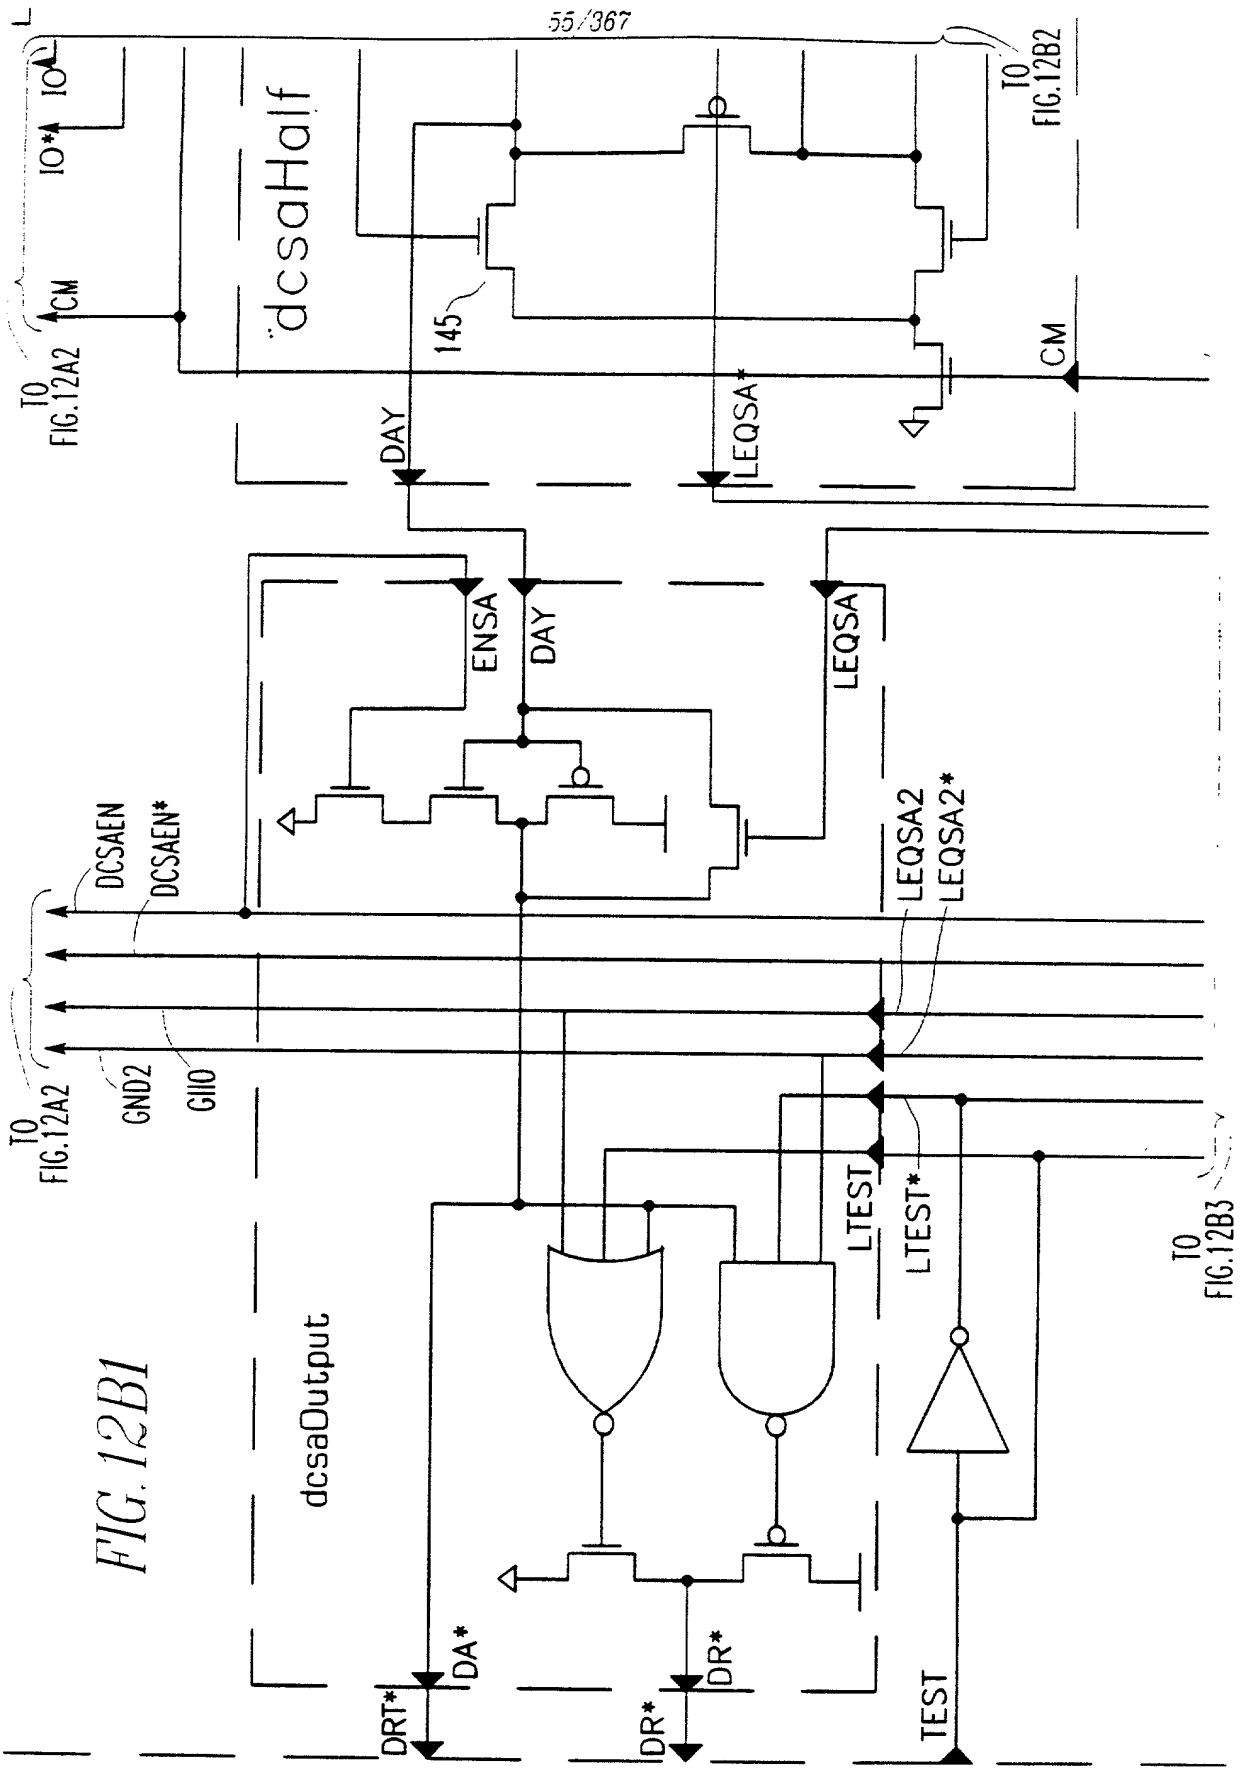 55/367
L
IO
IO*
CM
TO
FIG.12A2
TO
FIG.12B2
"dcsaHalf
145
DAY
LEQSA*
CM
ENSA
DAY
LEQSA
DCSAEN
DCSAEN*
LEQSA2
LEQSA2*
TO
FIG.12A2
GND2
GIIO
LTEST
LTEST*
TO
FIG.12B3
FIG. 12B1
dcsaOutput
DA*
DRT*
DR*
DR*
TEST